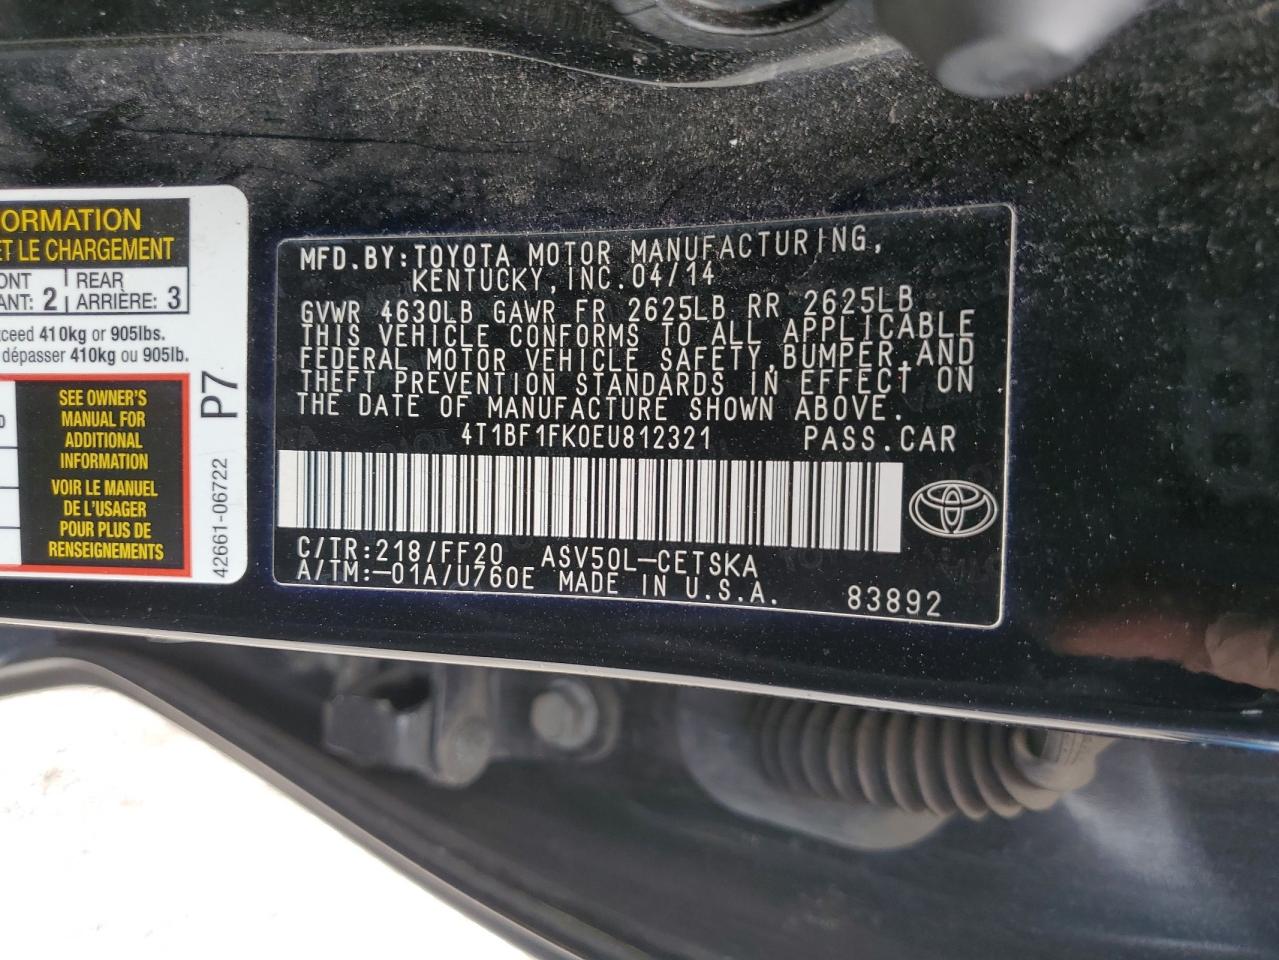 ORMATION
ET LE CHARGEMENT
ONT
ANT: 2
REAR
ARRIÈRE: 3
ceed 410kg or 905lbs.
dépasser 410kg ou 905lb.
SEE OWNER'S
MANUAL FOR
ADDITIONAL
INFORMATION
VOIR LE MANUEL
DE L'USAGER
POUR PLUS DE
RENSEIGNEMENTS
P7
42661-06722
MFD.BY:TOYOTA MOTOR MANUFACTURING,
KENTUCKY, INC. 04/14
GVWR 4630LB GAWR FR 2625LB RR 2625LB
THIS VEHICLE CONFORMS TO ALL APPLICABLE
FEDERAL MOTOR VEHICLE SAFETY,BUMPER,AND
THEFT PREVENTION STANDARDS IN EFFECT ON
THE DATE OF MANUFACTURE SHOWN ABOVE.
4T1BF1FK0EU812321 PASS.CAR
C/TR:218/FF20 ASV50L-CETSKA
A/TM:-01A/U760E MADE IN U.S.A. 83892